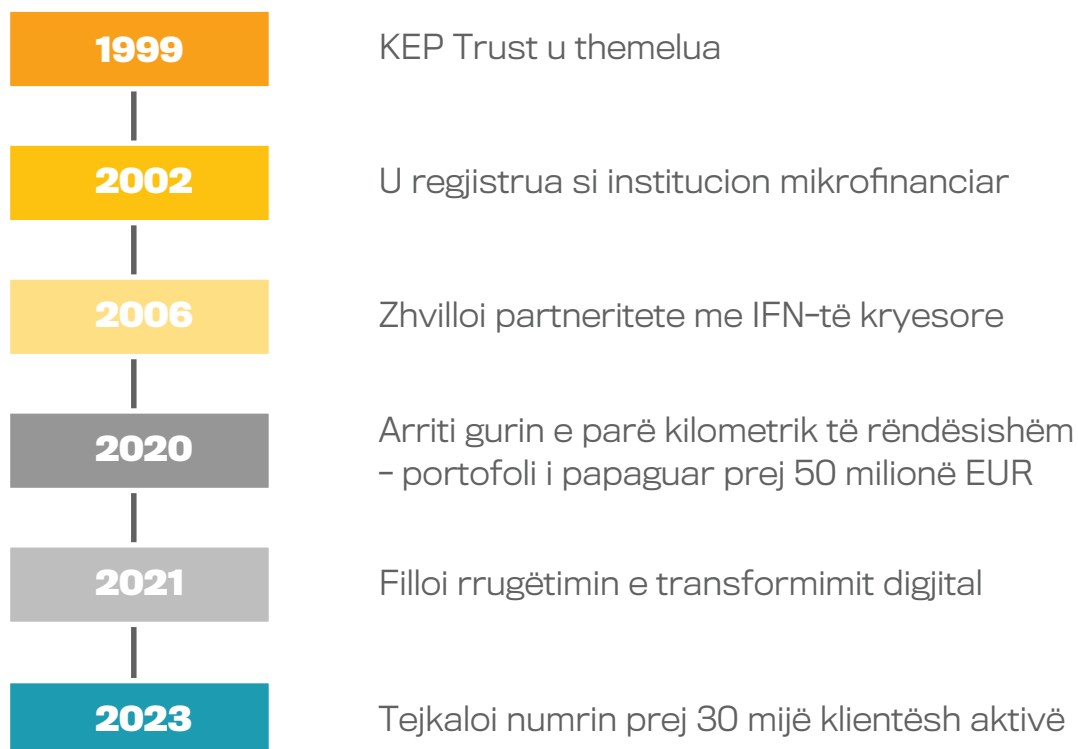 1999
KEP Trust u themelua
2002
U regjistrua si institucion mikrofinanciar
2006
Zhvilloi partneritete me IFN-të kryesore
2020
Arriti gurin e parë kilometrik të rëndësishëm
- portofoli i papaguar prej 50 milionë EUR
2021
Filloi rrugëtimin e transformimit digjital
2023
Tejkaloi numrin prej 30 mijë klientësh aktivë